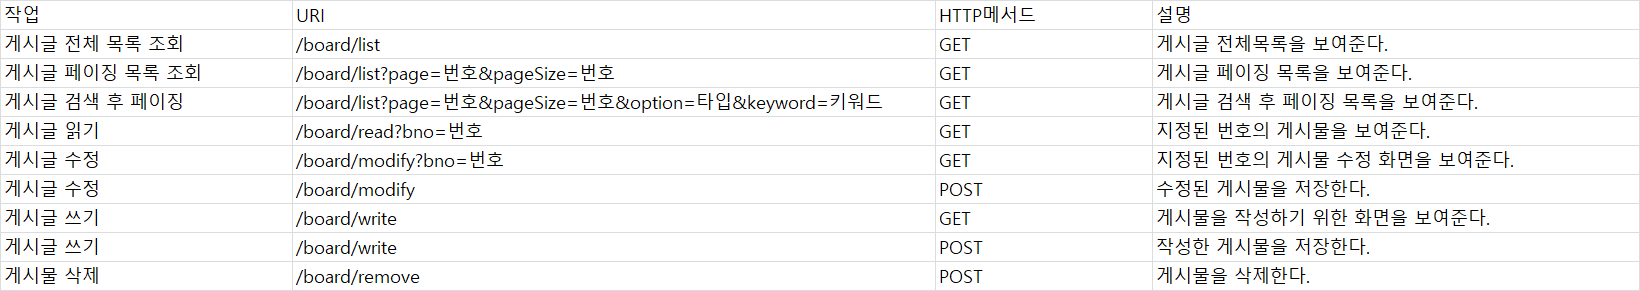 작업 URI HTTP메서드 설명
게시글 전체 목록 조회 /board/list GET 게시글 전체목록을 보여준다.
게시글 페이징 목록 조회 /board/list?page=번호&pageSize=번호 GET 게시글 페이징 목록을 보여준다.
게시글 검색 후 페이징 /board/list?page=번호&pageSize=번호&option=타입&keyword=키워드 GET 게시글 검색 후 페이징 목록을 보여준다.
게시글 읽기 /board/read?bno=번호 GET 지정된 번호의 게시물을 보여준다.
게시글 수정 /board/modify?bno=번호 GET 지정된 번호의 게시물 수정 화면을 보여준다.
게시글 수정 /board/modify POST 수정된 게시물을 저장한다.
게시글 쓰기 /board/write GET 게시물을 작성하기 위한 화면을 보여준다.
게시글 쓰기 /board/write POST 작성한 게시물을 저장한다.
게시물 삭제 /board/remove POST 게시물을 삭제한다.